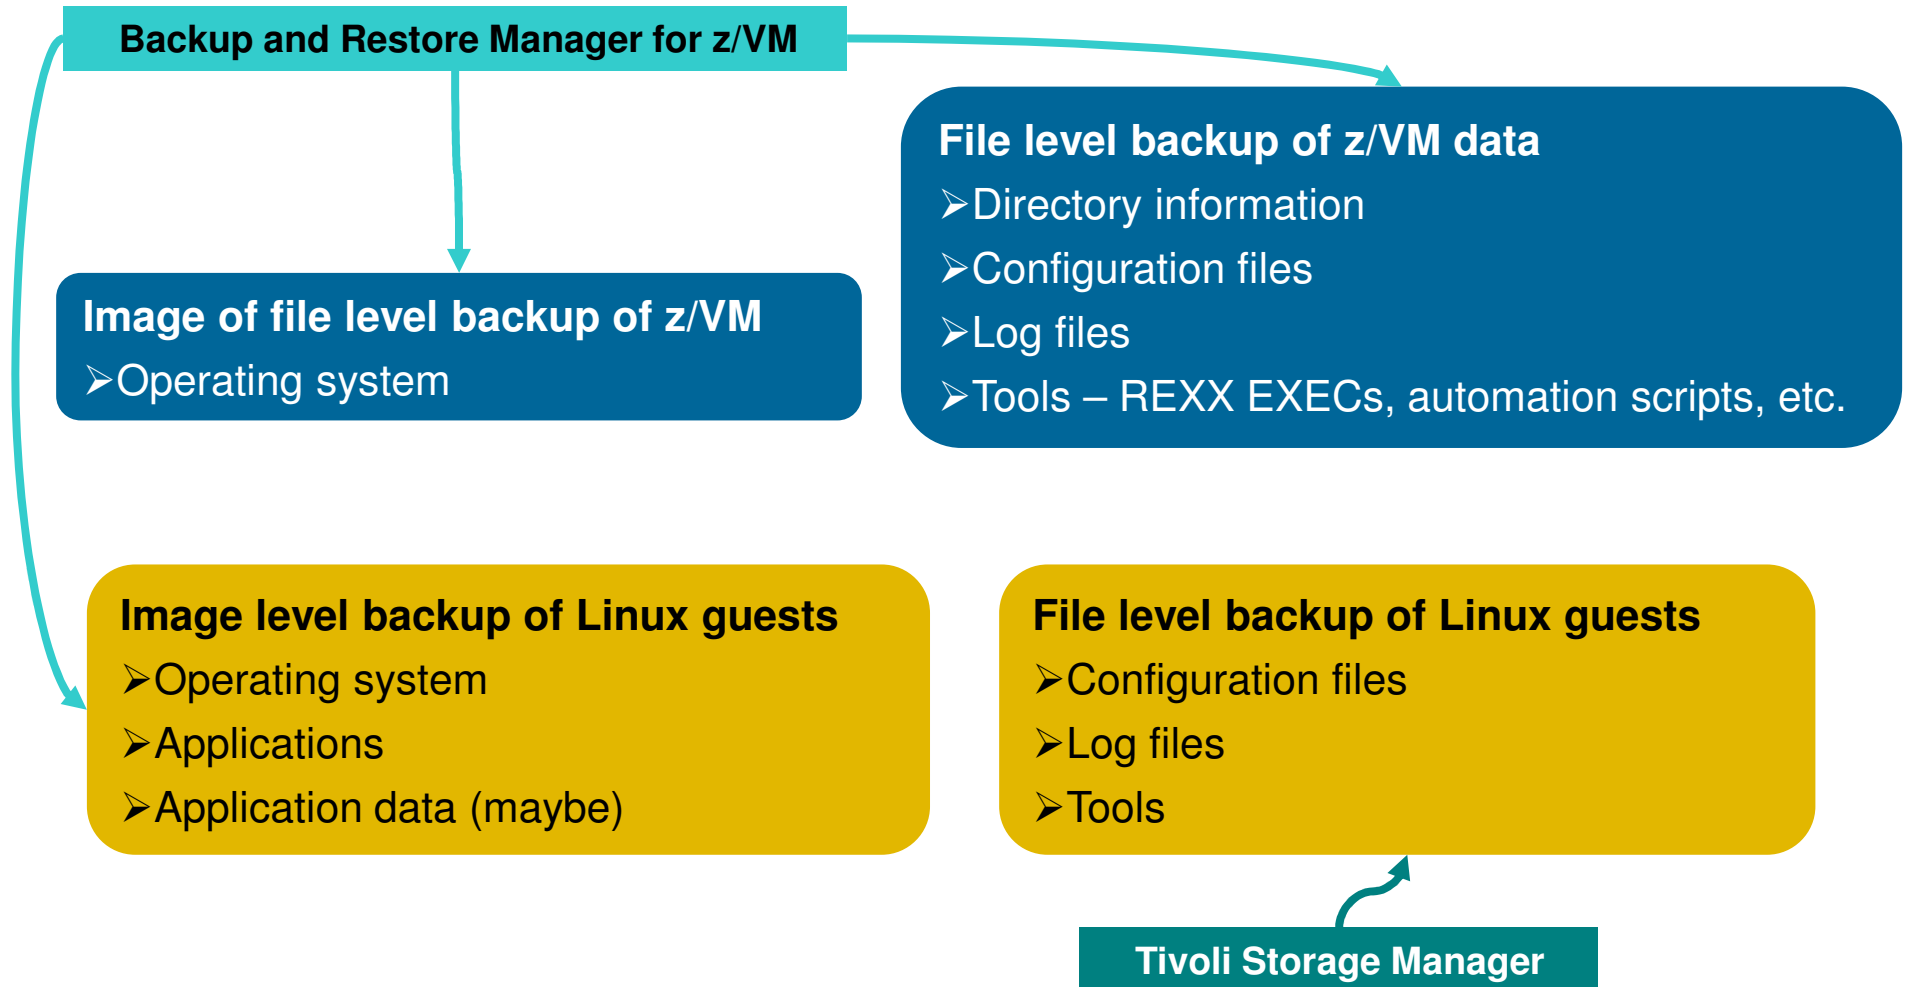 Backup and Restore Manager for z/VM
File level backup of z/VM data
➢Directory information
➢Configuration files
➢Log files
➢Tools – REXX EXECs, automation scripts, etc.
Image of file level backup of z/VM
➢Operating system
Image level backup of Linux guests
➢Operating system
➢Applications
➢Application data (maybe)
File level backup of Linux guests
➢Configuration files
➢Log files
➢Tools
Tivoli Storage Manager